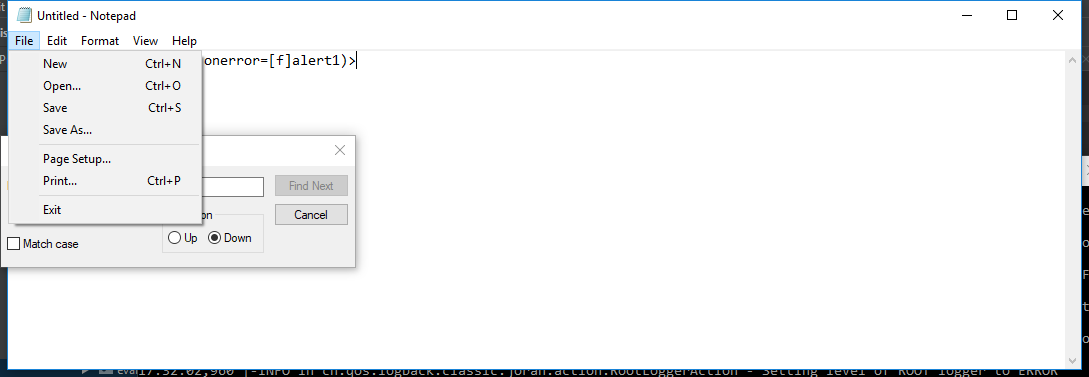 Untitled - Notepad
File Edit Format View Help
onerror=[f]alert1)>
New Ctrl+N
Open... Ctrl+O
Save Ctrl+S
Save As...
Page Setup...
Print... Ctrl+P
Exit
Find Next
Cancel
on
Up Down
Match case
17:32:02,960 |-INFO in ch.qos.logback.classic.joran.action.RootLoggerAction - Setting level of ROOT logger to ERROR